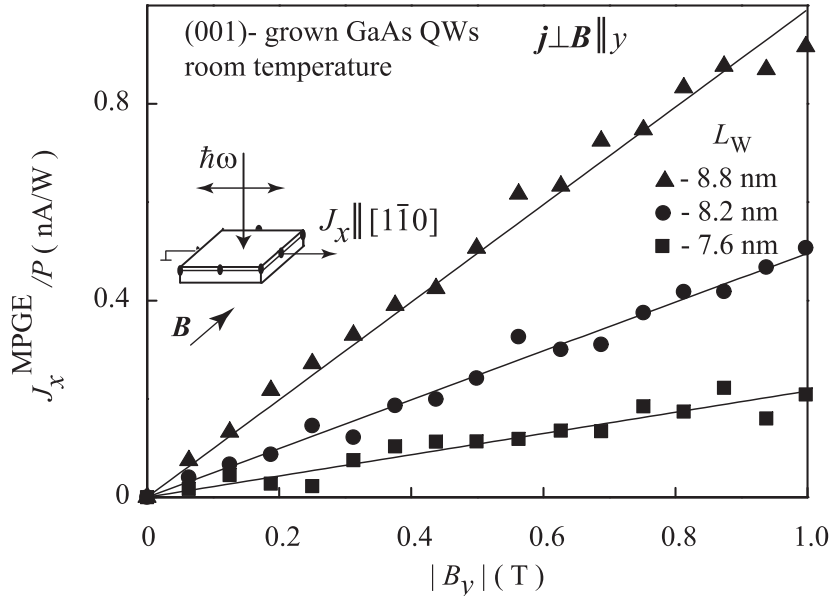 (001)- grown GaAs QWs
room temperature
j⊥B∥y
0.8
0.4
0
J_x^MPGE /P ( nA/W )
ħω
J_x∥[11̄0]
B
L_W
- 8.8 nm
- 8.2 nm
- 7.6 nm
0 0.2 0.4 0.6 0.8 1.0
| B_y | ( T )